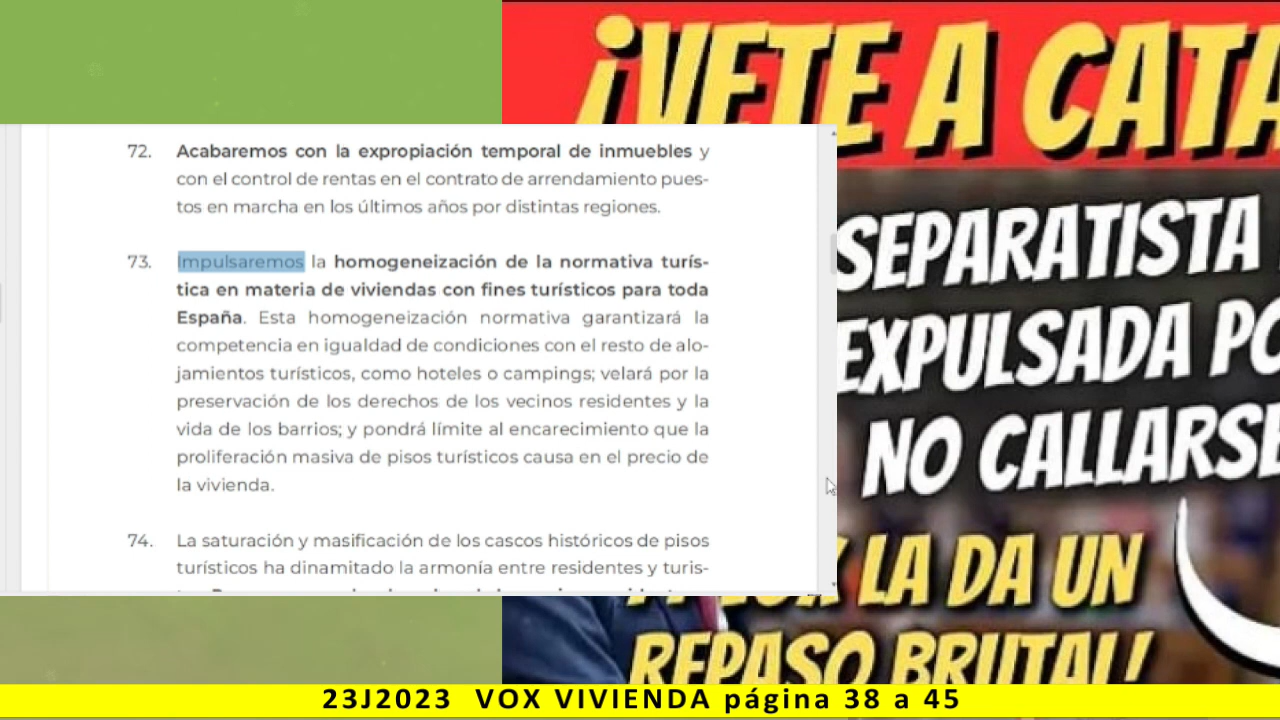 ¡VETE A CATA
72. Acabaremos con la expropiación temporal de inmuebles y
con el control de rentas en el contrato de arrendamiento pues-
tos en marcha en los últimos años por distintas regiones.
73. Impulsaremos la homogeneización de la normativa turís-
tica en materia de viviendas con fines turísticos para toda
España. Esta homogeneización normativa garantizará la
competencia en igualdad de condiciones con el resto de alo-
jamientos turísticos, como hoteles o campings; velará por la
preservación de los derechos de los vecinos residentes y la
vida de los barrios; y pondrá límite al encarecimiento que la
proliferación masiva de pisos turísticos causa en el precio de
la vivienda.
74. La saturación y masificación de los cascos históricos de pisos
turísticos ha dinamitado la armonía entre residentes y turis-
SEPARATISTA
EXPULSADA PO
NO CALLARSE
LA DA UN
REPASO BRUTAL!
23J2023 VOX VIVIENDA página 38 a 45